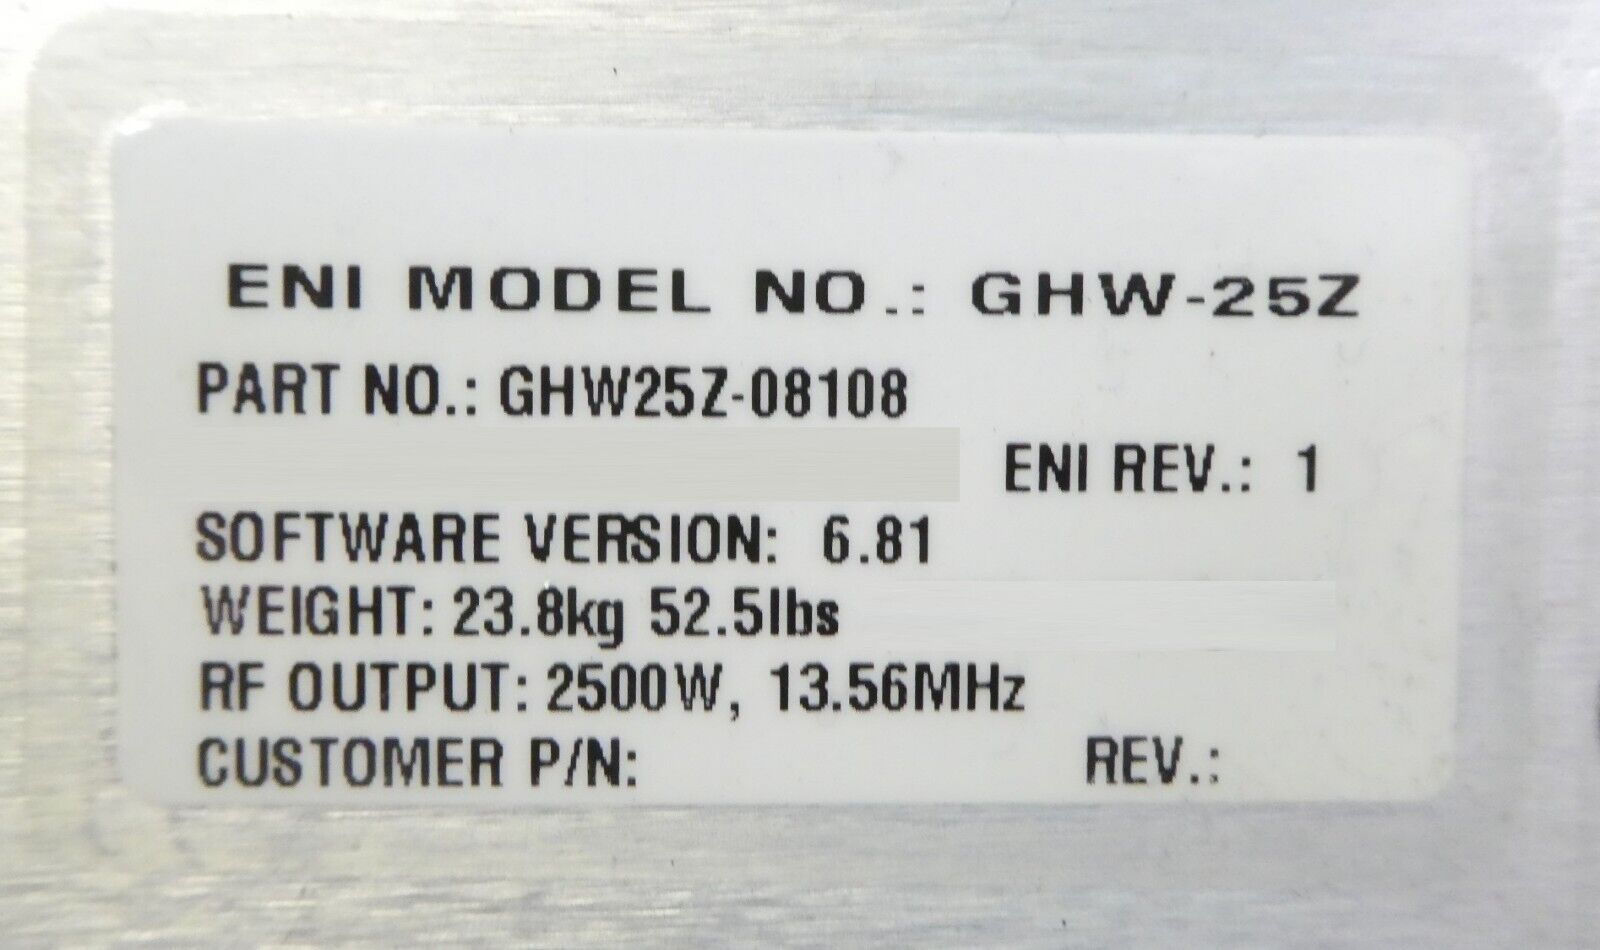 ENI MODEL NO.: GHW-25Z
PART NO.: GHW25Z-08108
ENI REV.: 1
SOFTWARE VERSION: 6.81
WEIGHT: 23.8kg 52.5lbs
RF OUTPUT: 2500W, 13.56MHz
CUSTOMER P/N: REV.: